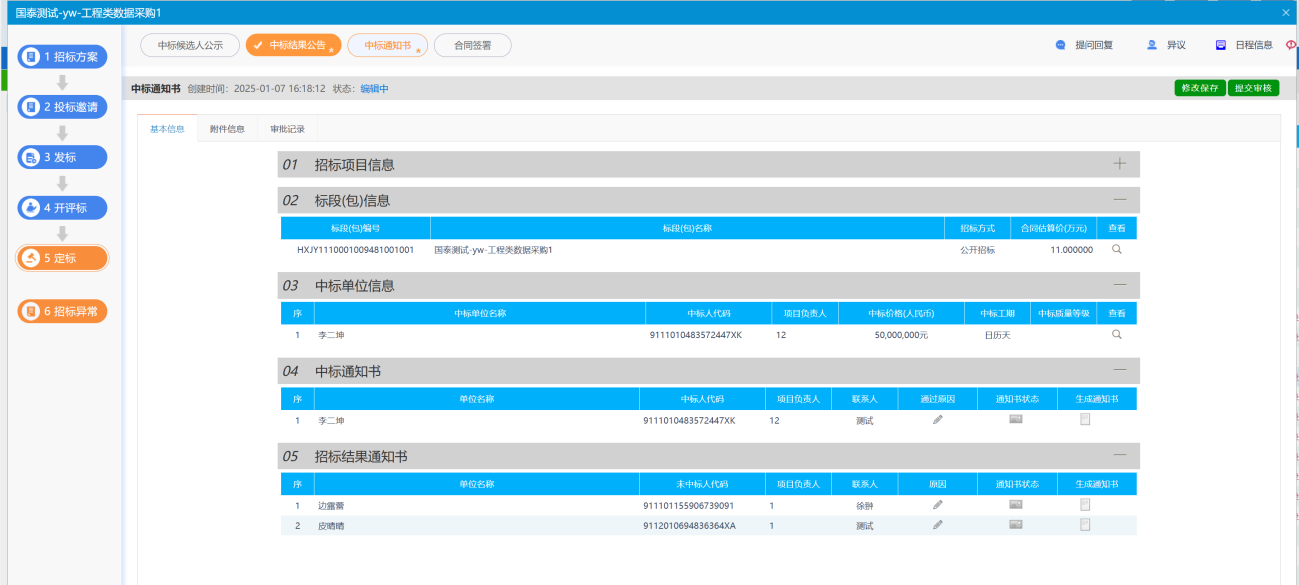 国泰测试-yw-工程类数据采购1
1 招标方案
2 投标邀请
3 发标
4 开评标
5 定标
6 招标异常
中标候选人公示 中标结果公告 中标通知书 合同签署
提问回复 异议 日程信息
中标通知书 创建时间: 2025-01-07 16:18:12 状态: 编辑中
修改保存 提交审核
基本信息 附件信息 审批记录
01 招标项目信息
02 标段(包)信息
标段(包)编号 标段(包)名称 招标方式 合同估算价(万元) 查看
HXJY1110001009481001001 国泰测试-yw-工程类数据采购1 公开招标 11.000000
03 中标单位信息
序 中标单位名称 中标人代码 项目负责人 中标价格(人民币) 中标工期 中标质量等级 查看
1 李二坤 9111010483572447XK 12 50,000,000元 日历天
04 中标通知书
序 单位名称 中标人代码 项目负责人 联系人 通过原因 通知书状态 生成通知书
1 李二坤 9111010483572447XK 12 测试
05 招标结果通知书
序 单位名称 未中标人代码 项目负责人 联系人 原因 通知书状态 生成通知书
1 边露蕾 911101155906739091 1 徐翀
2 皮晴晴 9112010694836364XA 1 测试